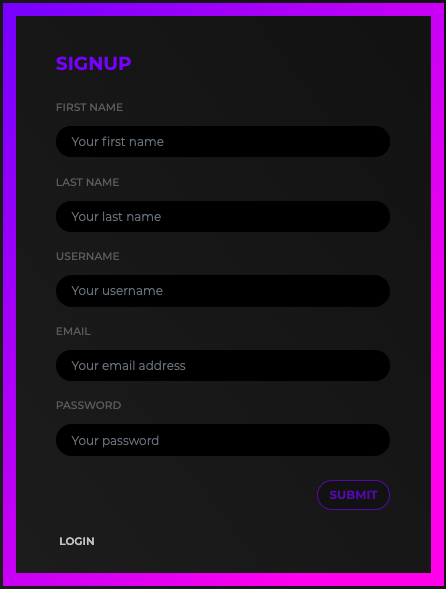 SIGNUP
FIRST NAME
Your first name
LAST NAME
Your last name
USERNAME
Your username
EMAIL
Your email address
PASSWORD
Your password
SUBMIT
LOGIN